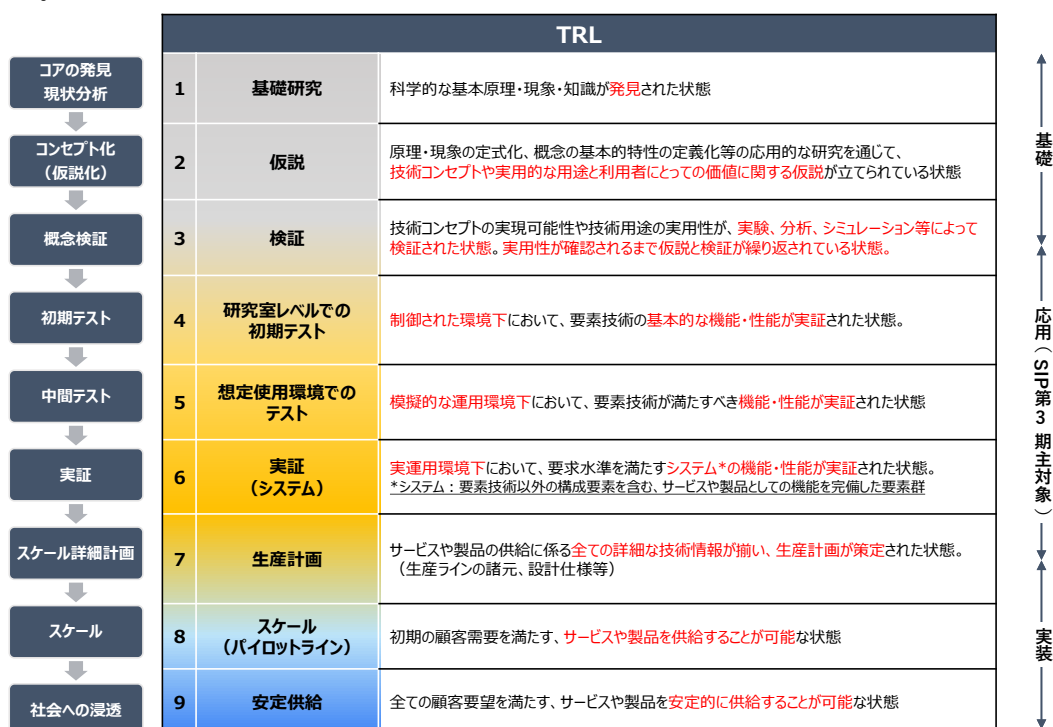 TRL
コアの発見
現状分析
1
基礎研究
科学的な基本原理・現象・知識が発見された状態
コンセプト化
（仮説化）
2
仮説
原理・現象の定式化、概念の基本的特性の定義化等の応用的な研究を通じて、
技術コンセプトや実用的な用途と利用者にとっての価値に関する仮説が立てられている状態
概念検証
3
検証
技術コンセプトの実現可能性や技術用途の実用性が、実験、分析、シミュレーション等によって
検証された状態。実用性が確認されるまで仮説と検証が繰り返されている状態。
初期テスト
4
研究室レベルでの
初期テスト
制御された環境下において、要素技術の基本的な機能・性能が実証された状態。
中間テスト
5
想定使用環境での
テスト
模擬的な運用環境下において、要素技術が満たすべき機能・性能が実証された状態
実証
6
実証
（システム）
実運用環境下において、要求水準を満たすシステム*の機能・性能が実証された状態。
*システム：要素技術以外の構成要素を含む、サービスや製品としての機能を完備した要素群
スケール詳細計画
7
生産計画
サービスや製品の供給に係る全ての詳細な技術情報が揃い、生産計画が策定された状態。
（生産ラインの諸元、設計仕様等）
スケール
8
スケール
（パイロットライン）
初期の顧客需要を満たす、サービスや製品を供給することが可能な状態
社会への浸透
9
安定供給
全ての顧客要望を満たす、サービスや製品を安定的に供給することが可能な状態
基礎
応用（SIP第3期主対象）
実装